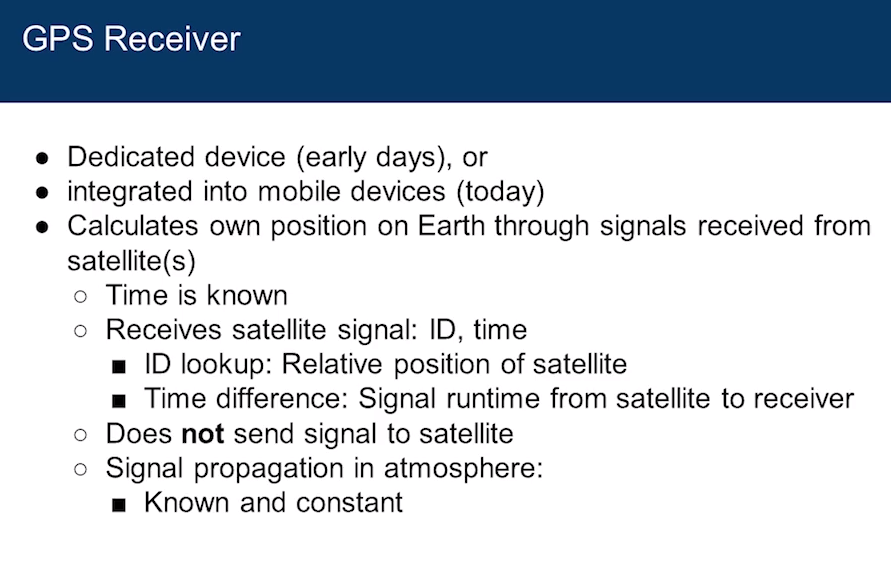 GPS Receiver
● Dedicated device (early days), or
● integrated into mobile devices (today)
● Calculates own position on Earth through signals received from
satellite(s)
○ Time is known
○ Receives satellite signal: ID, time
■ ID lookup: Relative position of satellite
■ Time difference: Signal runtime from satellite to receiver
○ Does not send signal to satellite
○ Signal propagation in atmosphere:
■ Known and constant